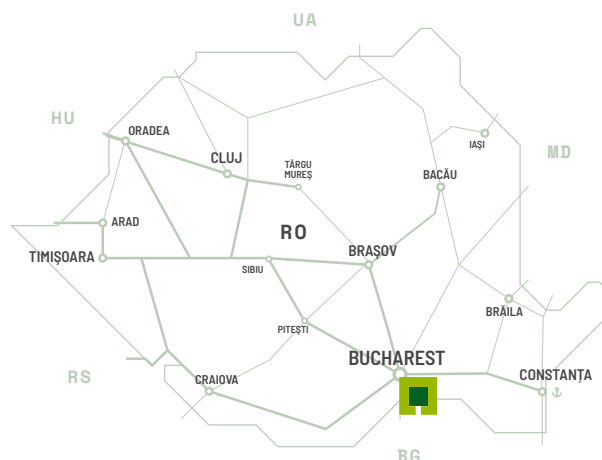 UA
HU
ORADEA
CLUJ
TÂRGU
MUREȘ
IAȘI
MD
BACĂU
ARAD
RO
TIMIȘOARA
BRAȘOV
SIBIU
BRĂILA
PITEȘTI
BUCHAREST
RS
CRAIOVA
CONSTANȚA
BG